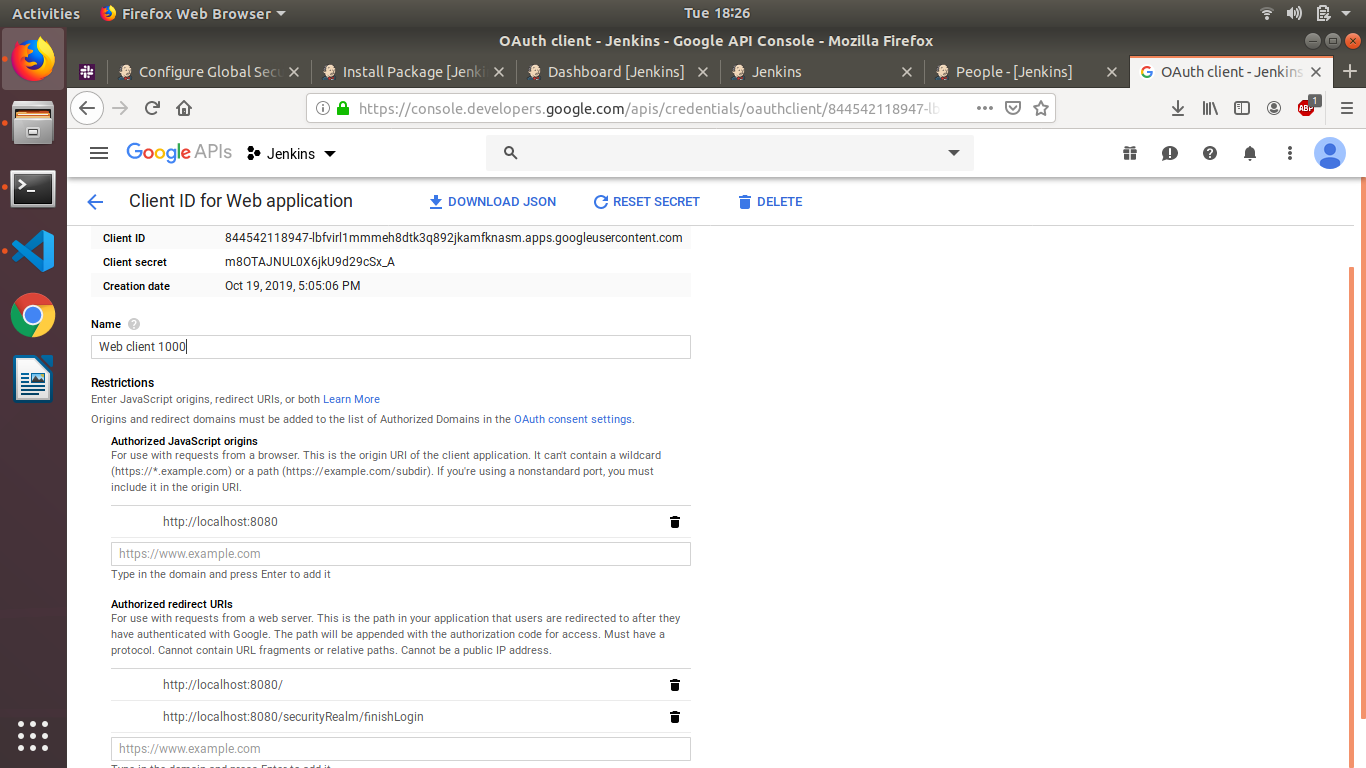 Activities Firefox Web Browser Tue 18:26
OAuth client - Jenkins - Google API Console - Mozilla Firefox
Configure Global Secu Install Package [Jenki Dashboard [Jenkins] Jenkins People - [Jenkins] OAuth client - Jenkins
https://console.developers.google.com/apis/credentials/oauthclient/844542118947-lb ABP 1
Google APIs Jenkins
Client ID for Web application DOWNLOAD JSON RESET SECRET DELETE
Client ID 844542118947-lbfvirl1mmmeh8dtk3q892jkamfknasm.apps.googleusercontent.com
Client secret m8OTAJNUL0X6jkU9d29cSx_A
Creation date Oct 19, 2019, 5:05:06 PM
Name
Web client 1000
Restrictions
Enter JavaScript origins, redirect URIs, or both Learn More
Origins and redirect domains must be added to the list of Authorized Domains in the OAuth consent settings.
Authorized JavaScript origins
For use with requests from a browser. This is the origin URI of the client application. It can't contain a wildcard
(https://*.example.com) or a path (https://example.com/subdir). If you're using a nonstandard port, you must
include it in the origin URI.
http://localhost:8080
https://www.example.com
Type in the domain and press Enter to add it
Authorized redirect URIs
For use with requests from a web server. This is the path in your application that users are redirected to after they
have authenticated with Google. The path will be appended with the authorization code for access. Must have a
protocol. Cannot contain URL fragments or relative paths. Cannot be a public IP address.
http://localhost:8080/
http://localhost:8080/securityRealm/finishLogin
https://www.example.com
Type in the domain and press Enter to add it